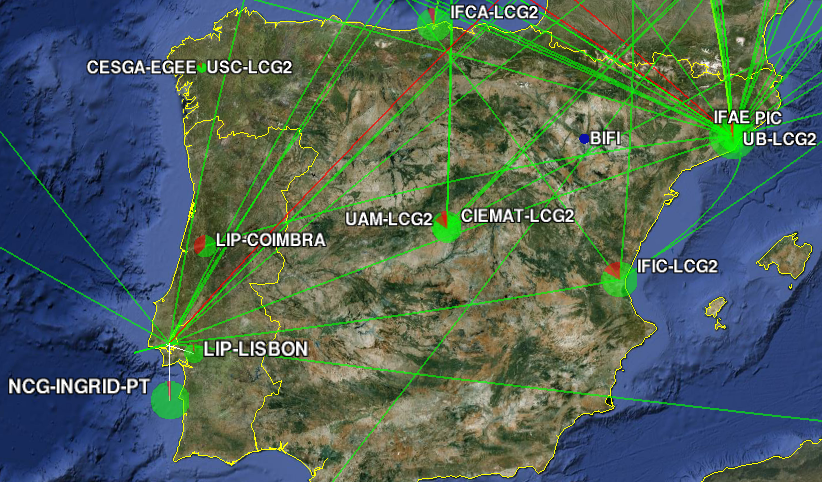 IFCA-LCG2
CESGA-EGEE USC-LCG2
IFAE PIC
BIFI
UB-LCG2
UAM-LCG2 CIEMAT-LCG2
LIP-COIMBRA
IFIC-LCG2
LIP-LISBON
NCG-INGRID-PT